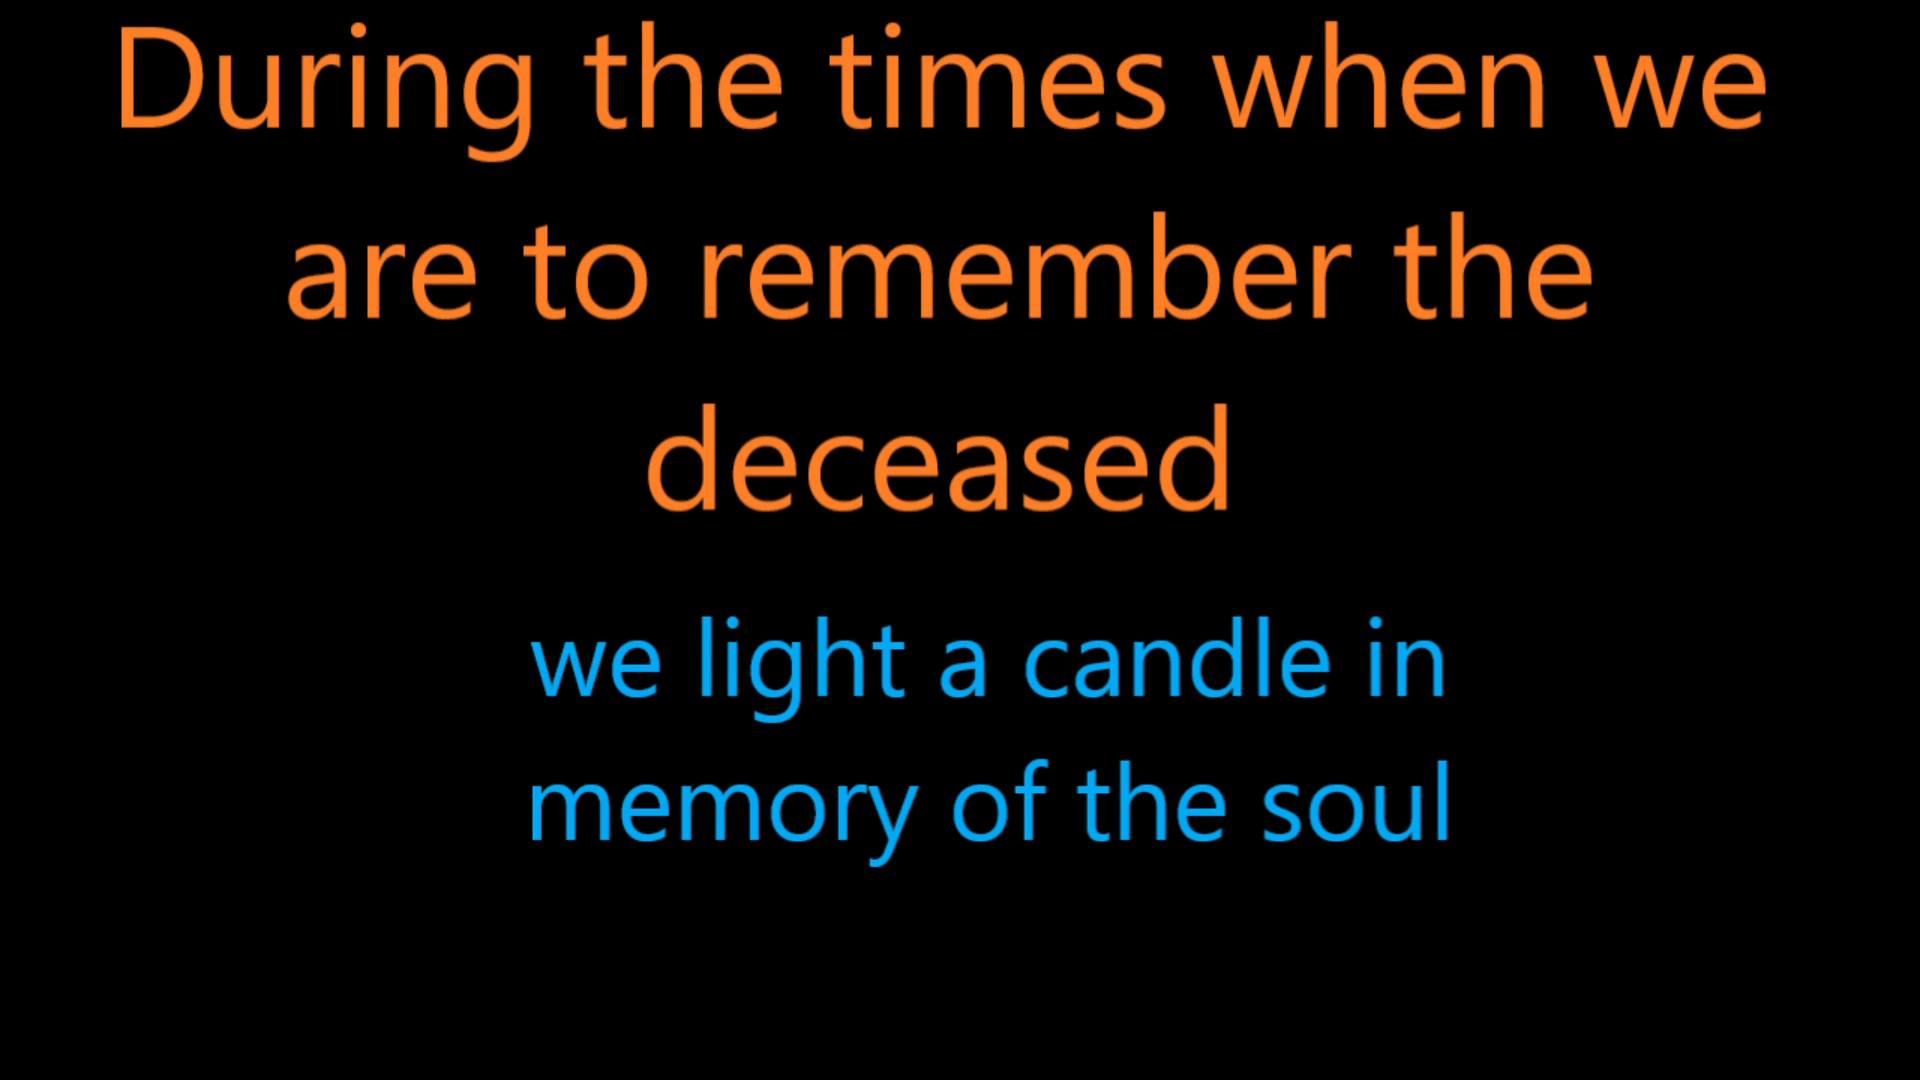 During the times when we
are to remember the
deceased
we light a candle in
memory of the soul